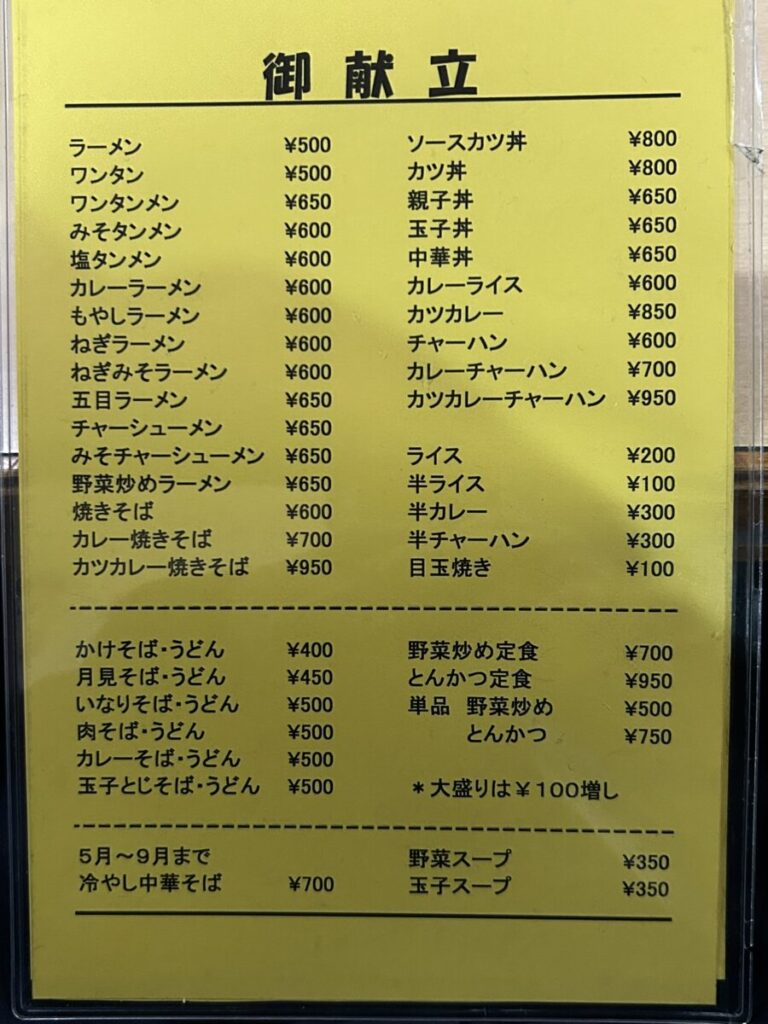 御献立
ラーメン ¥500
ワンタン ¥500
ワンタンメン ¥650
みそタンメン ¥600
塩タンメン ¥600
カレーラーメン ¥600
もやしラーメン ¥600
ねぎラーメン ¥600
ねぎみそラーメン ¥600
五目ラーメン ¥650
チャーシューメン ¥650
みそチャーシューメン ¥650
野菜炒めラーメン ¥650
焼きそば ¥600
カレー焼きそば ¥700
カツカレー焼きそば ¥950
ソースカツ丼 ¥800
カツ丼 ¥800
親子丼 ¥650
玉子丼 ¥650
中華丼 ¥650
カレーライス ¥600
カツカレー ¥850
チャーハン ¥600
カレーチャーハン ¥700
カツカレーチャーハン ¥950
ライス ¥200
半ライス ¥100
半カレー ¥300
半チャーハン ¥300
目玉焼き ¥100
かけそば・うどん ¥400
月見そば・うどん ¥450
いなりそば・うどん ¥500
肉そば・うどん ¥500
カレーそば・うどん ¥500
玉子とじそば・うどん ¥500
野菜炒め定食 ¥700
とんかつ定食 ¥950
単品 野菜炒め ¥500
とんかつ ¥750
*大盛りは¥100増し
5月~9月まで
冷やし中華そば ¥700
野菜スープ ¥350
玉子スープ ¥350